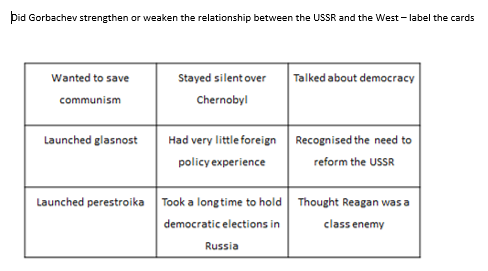 Did Gorbachev strengthen or weaken the relationship between the USSR and the West – label the cards
Wanted to save
communism
Stayed silent over
Chernobyl
Talked about democracy
Launched glasnost
Had very little foreign
policy experience
Recognised the need to
reform the USSR
Launched perestroika
Took a long time to hold
democratic elections in
Russia
Thought Reagan was a
class enemy